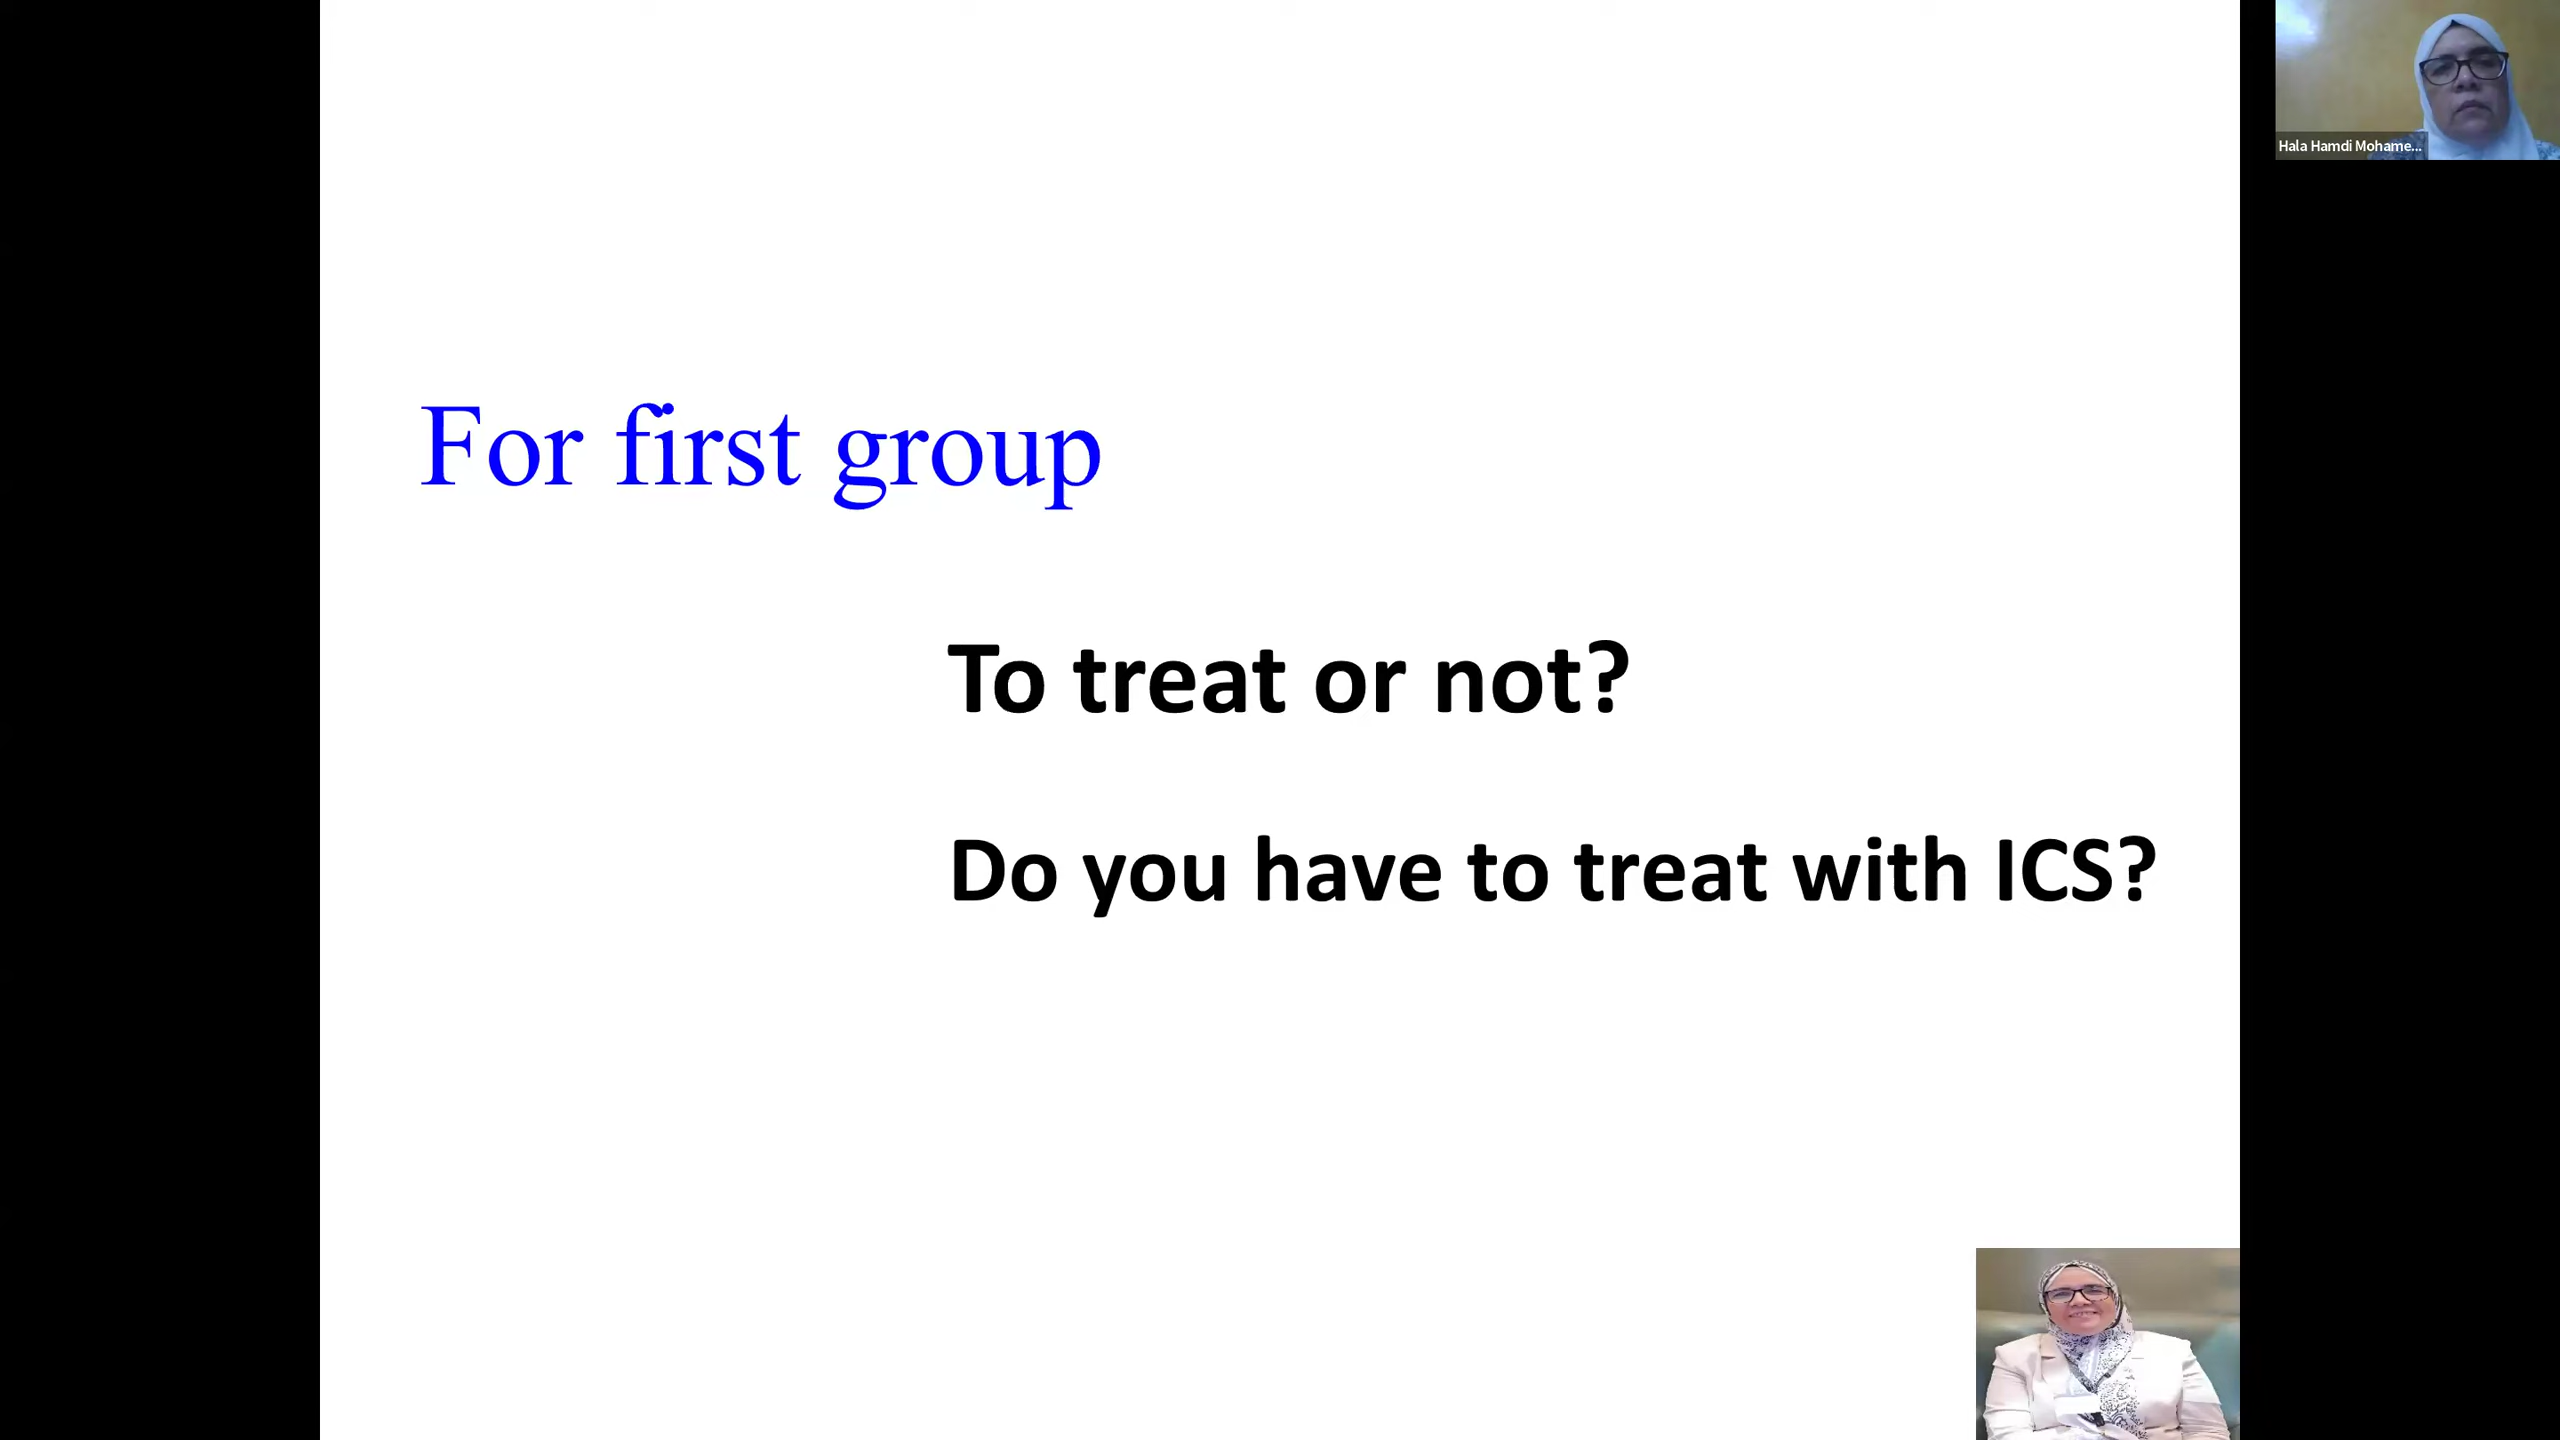 Hala Hamdi Mohame...
For first group
To treat or not?
Do you have to treat with ICS?